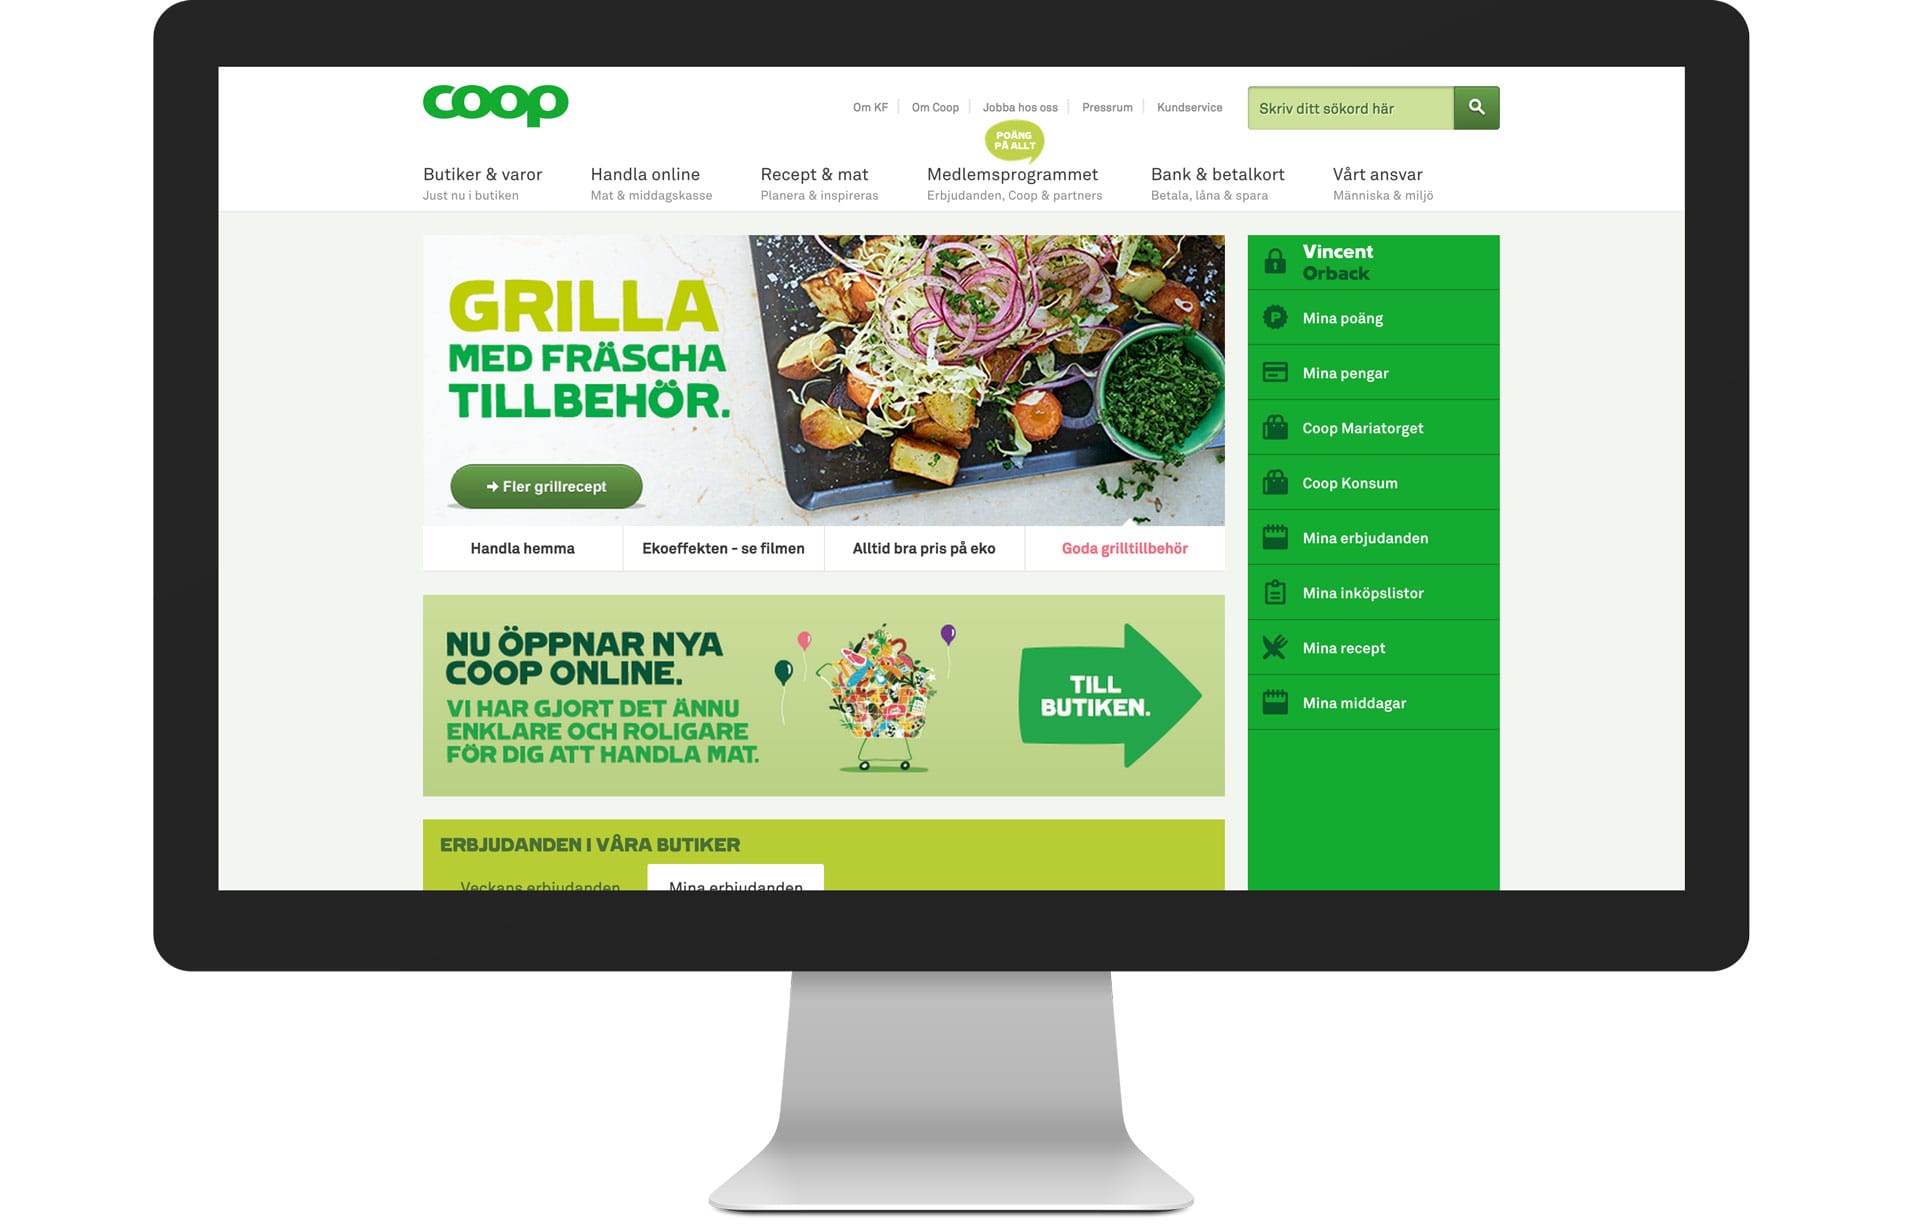 coop
Om KF
Om Coop
Jobba hos oss
Pressrum
Kundservice
Skriv ditt sökord här
POÄNG
PÅ ALLT
Butiker & varor
Just nu i butiken
Handla online
Mat & middagskasse
Recept & mat
Planera & inspireras
Medlemsprogrammet
Erbjudanden, Coop & partners
Bank & betalkort
Betala, låna & spara
Vårt ansvar
Människa & miljö
GRILLA
MED FRÄSCHA
TILLBEHÖR.
Fler grillrecept
Handla hemma
Ekoeffekten - se filmen
Alltid bra pris på eko
Goda grilltillbehör
NU ÖPPNAR NYA
COOP ONLINE.
VI HAR GJORT DET ÄNNU
ENKLARE OCH ROLIGARE
FÖR DIG ATT HANDLA MAT.
TILL
BUTIKEN.
ERBJUDANDEN I VÅRA BUTIKER
Veckans erbjudanden
Mina erbjudanden
Vincent
Orback
P
Mina poäng
Mina pengar
Coop Mariatorget
Coop Konsum
Mina erbjudanden
Mina inköpslistor
Mina recept
Mina middagar